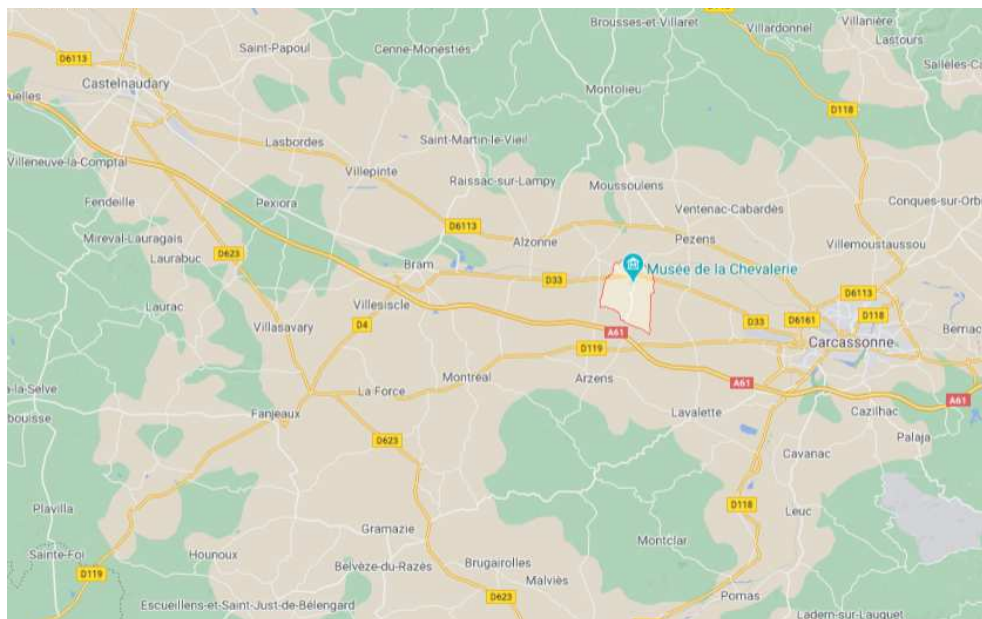 Brousses-et-Villaret
D118
Villardonnel
Villanière
Lastours
Saint-Papoul
Cenne-Monestiés
D6113
Salléles-Cab
Castelnaudary
Montolieu
D118
Lasbordes
Saint-Martin-le-Vieil
Villeneuve-la-Comptal
Villepinte
Raissac-sur-Lampy
Moussoulens
Fendeille
Pexiora
Conques-sur-Orbi
Ventenac-Cabardès
D6113
Mireval-Lauragais
Alzonne
Pezens
Villemoustaussou
Laurabuc
D623
Bram
Musée de la Chevalerie
D33
D6113
Laurac
Villesiscle
Villasavary
D4
A61
D33
D6161
D118
Berriac
Carcassonne
D119
La Force
Montréal
Arzens
A61
A61
Fanjeaux
Lavalette
Cazilhac
D623
Palaja
Cavanac
Plavilla
D118
Leuc
Gramazie
Montclar
Sainte-Foi
Hounoux
Brugairolles
Belvèze-du-Razès
D119
Malviès
D623
Pomas
Escueillens-et-Saint-Just-de-Bélengard
Ladern-sur-Lauquet